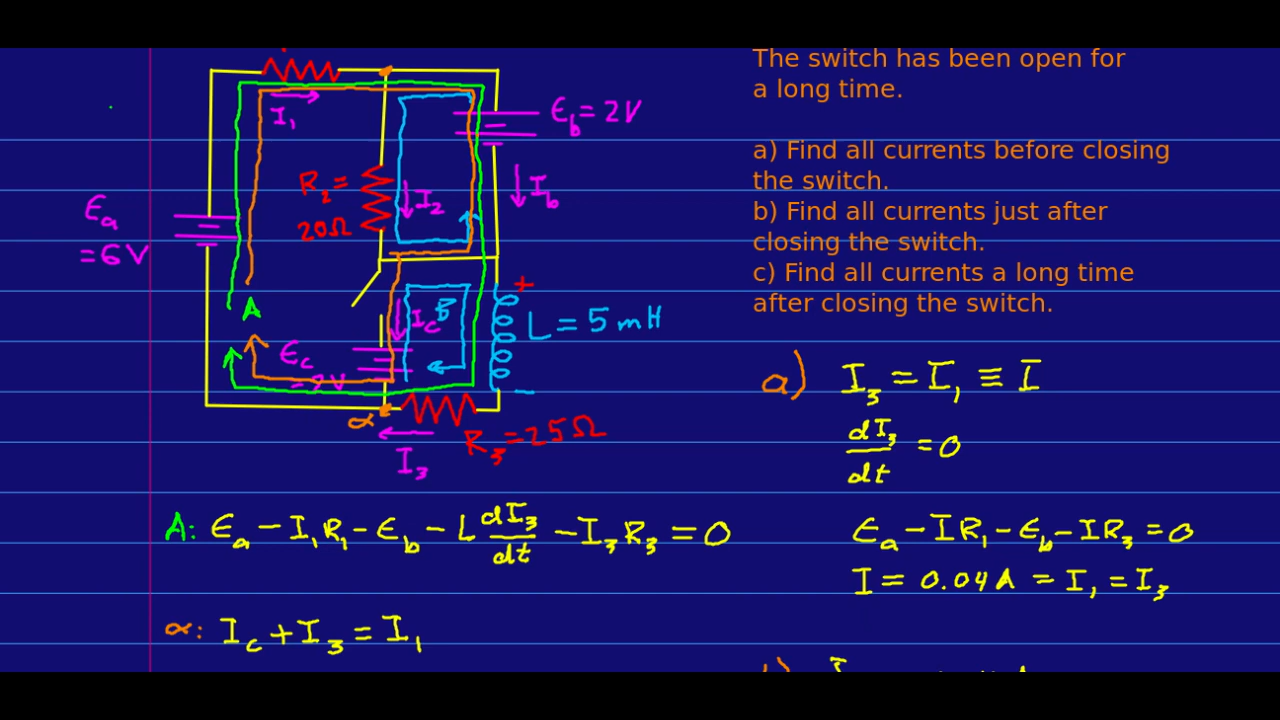 The switch has been open for
a long time.
a) Find all currents before closing
the switch.
b) Find all currents just after
closing the switch.
c) Find all currents a long time
after closing the switch.
I₁
εb = 2V
R₂ =
20Ω
I₂
Ib
εa
= 6V
A
B
Ic
εc
+
L = 5 mH
−
α
I₃
R₃ = 25Ω
a) I₃ = I₁ ≡ I
dI₃/dt = 0
A: εa − I₁R₁ − εb − L dI₃/dt − I₃R₃ = 0
εa − IR₁ − εb − IR₃ = 0
I = 0.04A = I₁ = I₃
α: Ic + I₃ = I₁